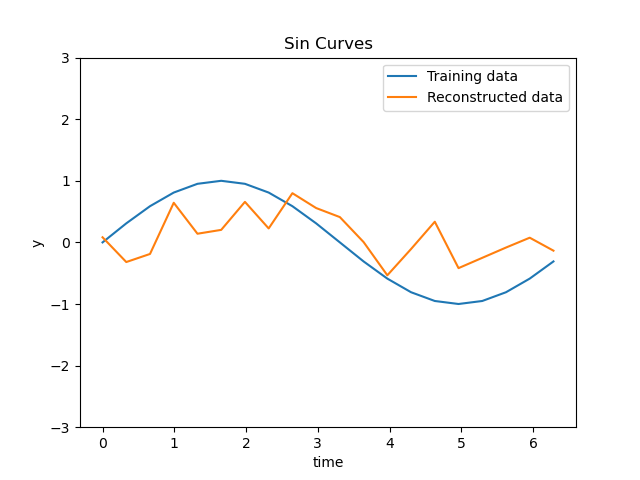 Sin Curves
Training data
Reconstructed data
3
2
1
0
−1
−2
−3
y
0 1 2 3 4 5 6
time